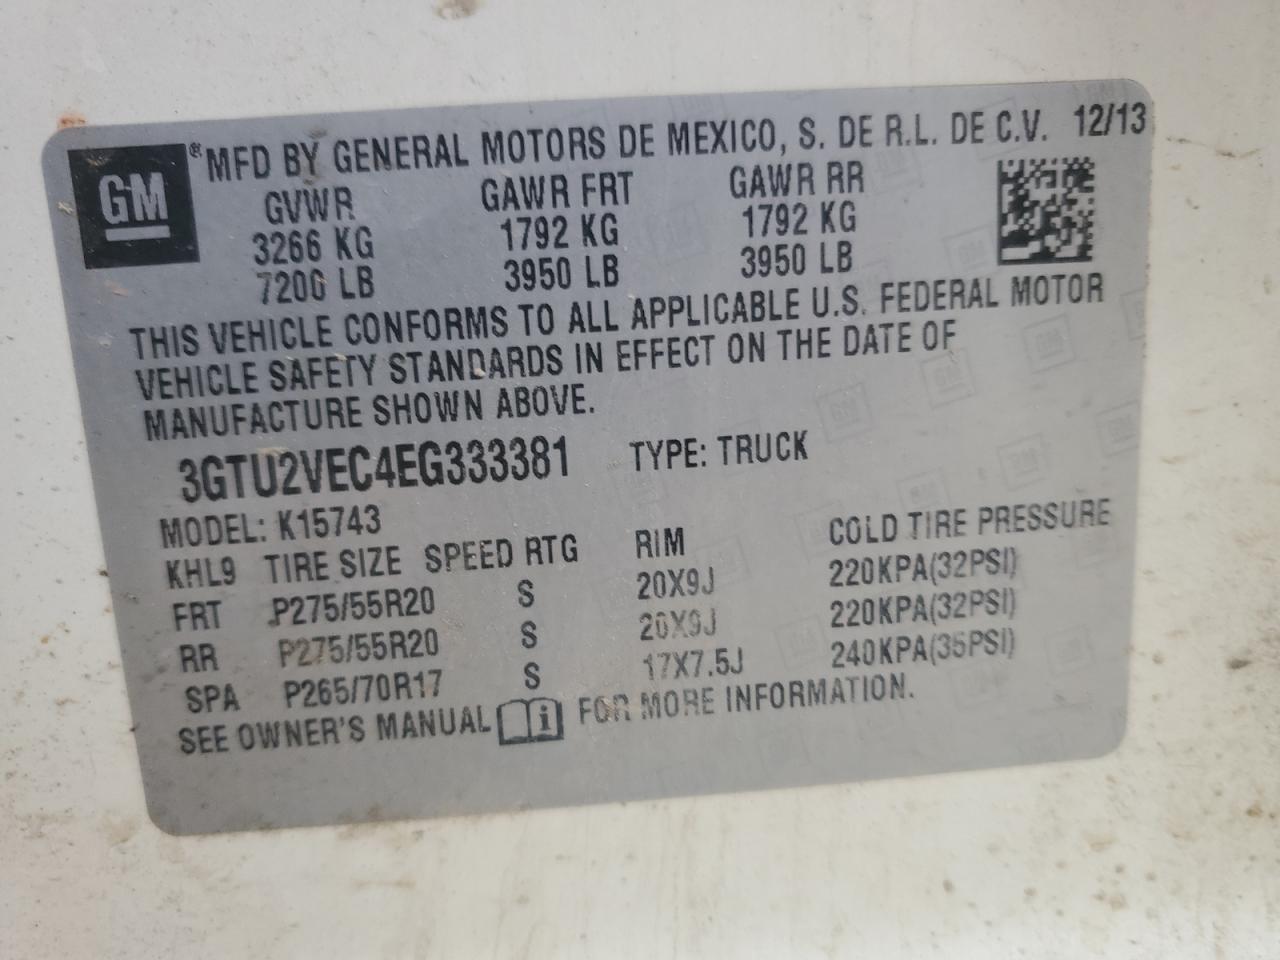 GM ® MFD BY GENERAL MOTORS DE MEXICO, S. DE R.L. DE C.V. 12/13
GVWR GAWR FRT GAWR RR
3266 KG 1792 KG 1792 KG
7200 LB 3950 LB 3950 LB
THIS VEHICLE CONFORMS TO ALL APPLICABLE U.S. FEDERAL MOTOR
VEHICLE SAFETY STANDARDS IN EFFECT ON THE DATE OF
MANUFACTURE SHOWN ABOVE.
3GTU2VEC4EG333381 TYPE: TRUCK
MODEL: K15743
KHL9 TIRE SIZE SPEED RTG RIM COLD TIRE PRESSURE
FRT P275/55R20 S 20X9J 220KPA(32PSI)
RR P275/55R20 S 20X9J 220KPA(32PSI)
SPA P265/70R17 S 17X7.5J 240KPA(35PSI)
SEE OWNER'S MANUAL i FOR MORE INFORMATION.